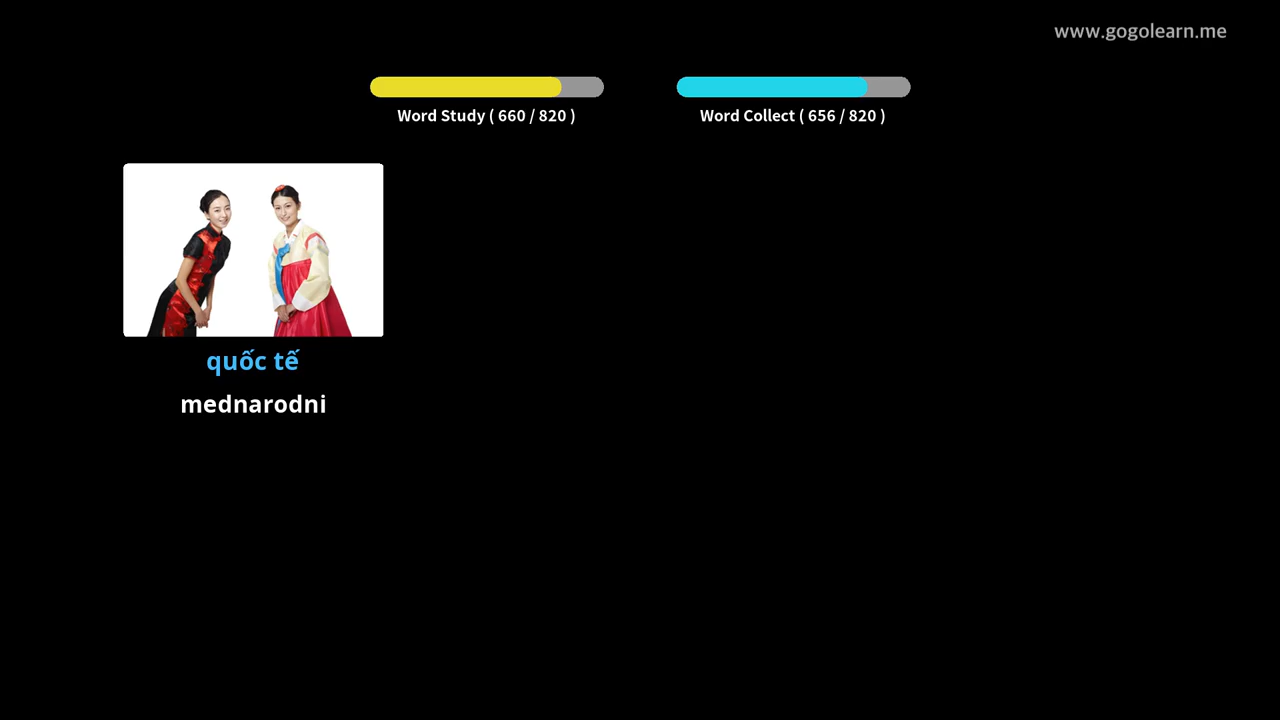 www.gogolearn.me
Word Study ( 660 / 820 )
Word Collect ( 656 / 820 )
quốc tế
mednarodni